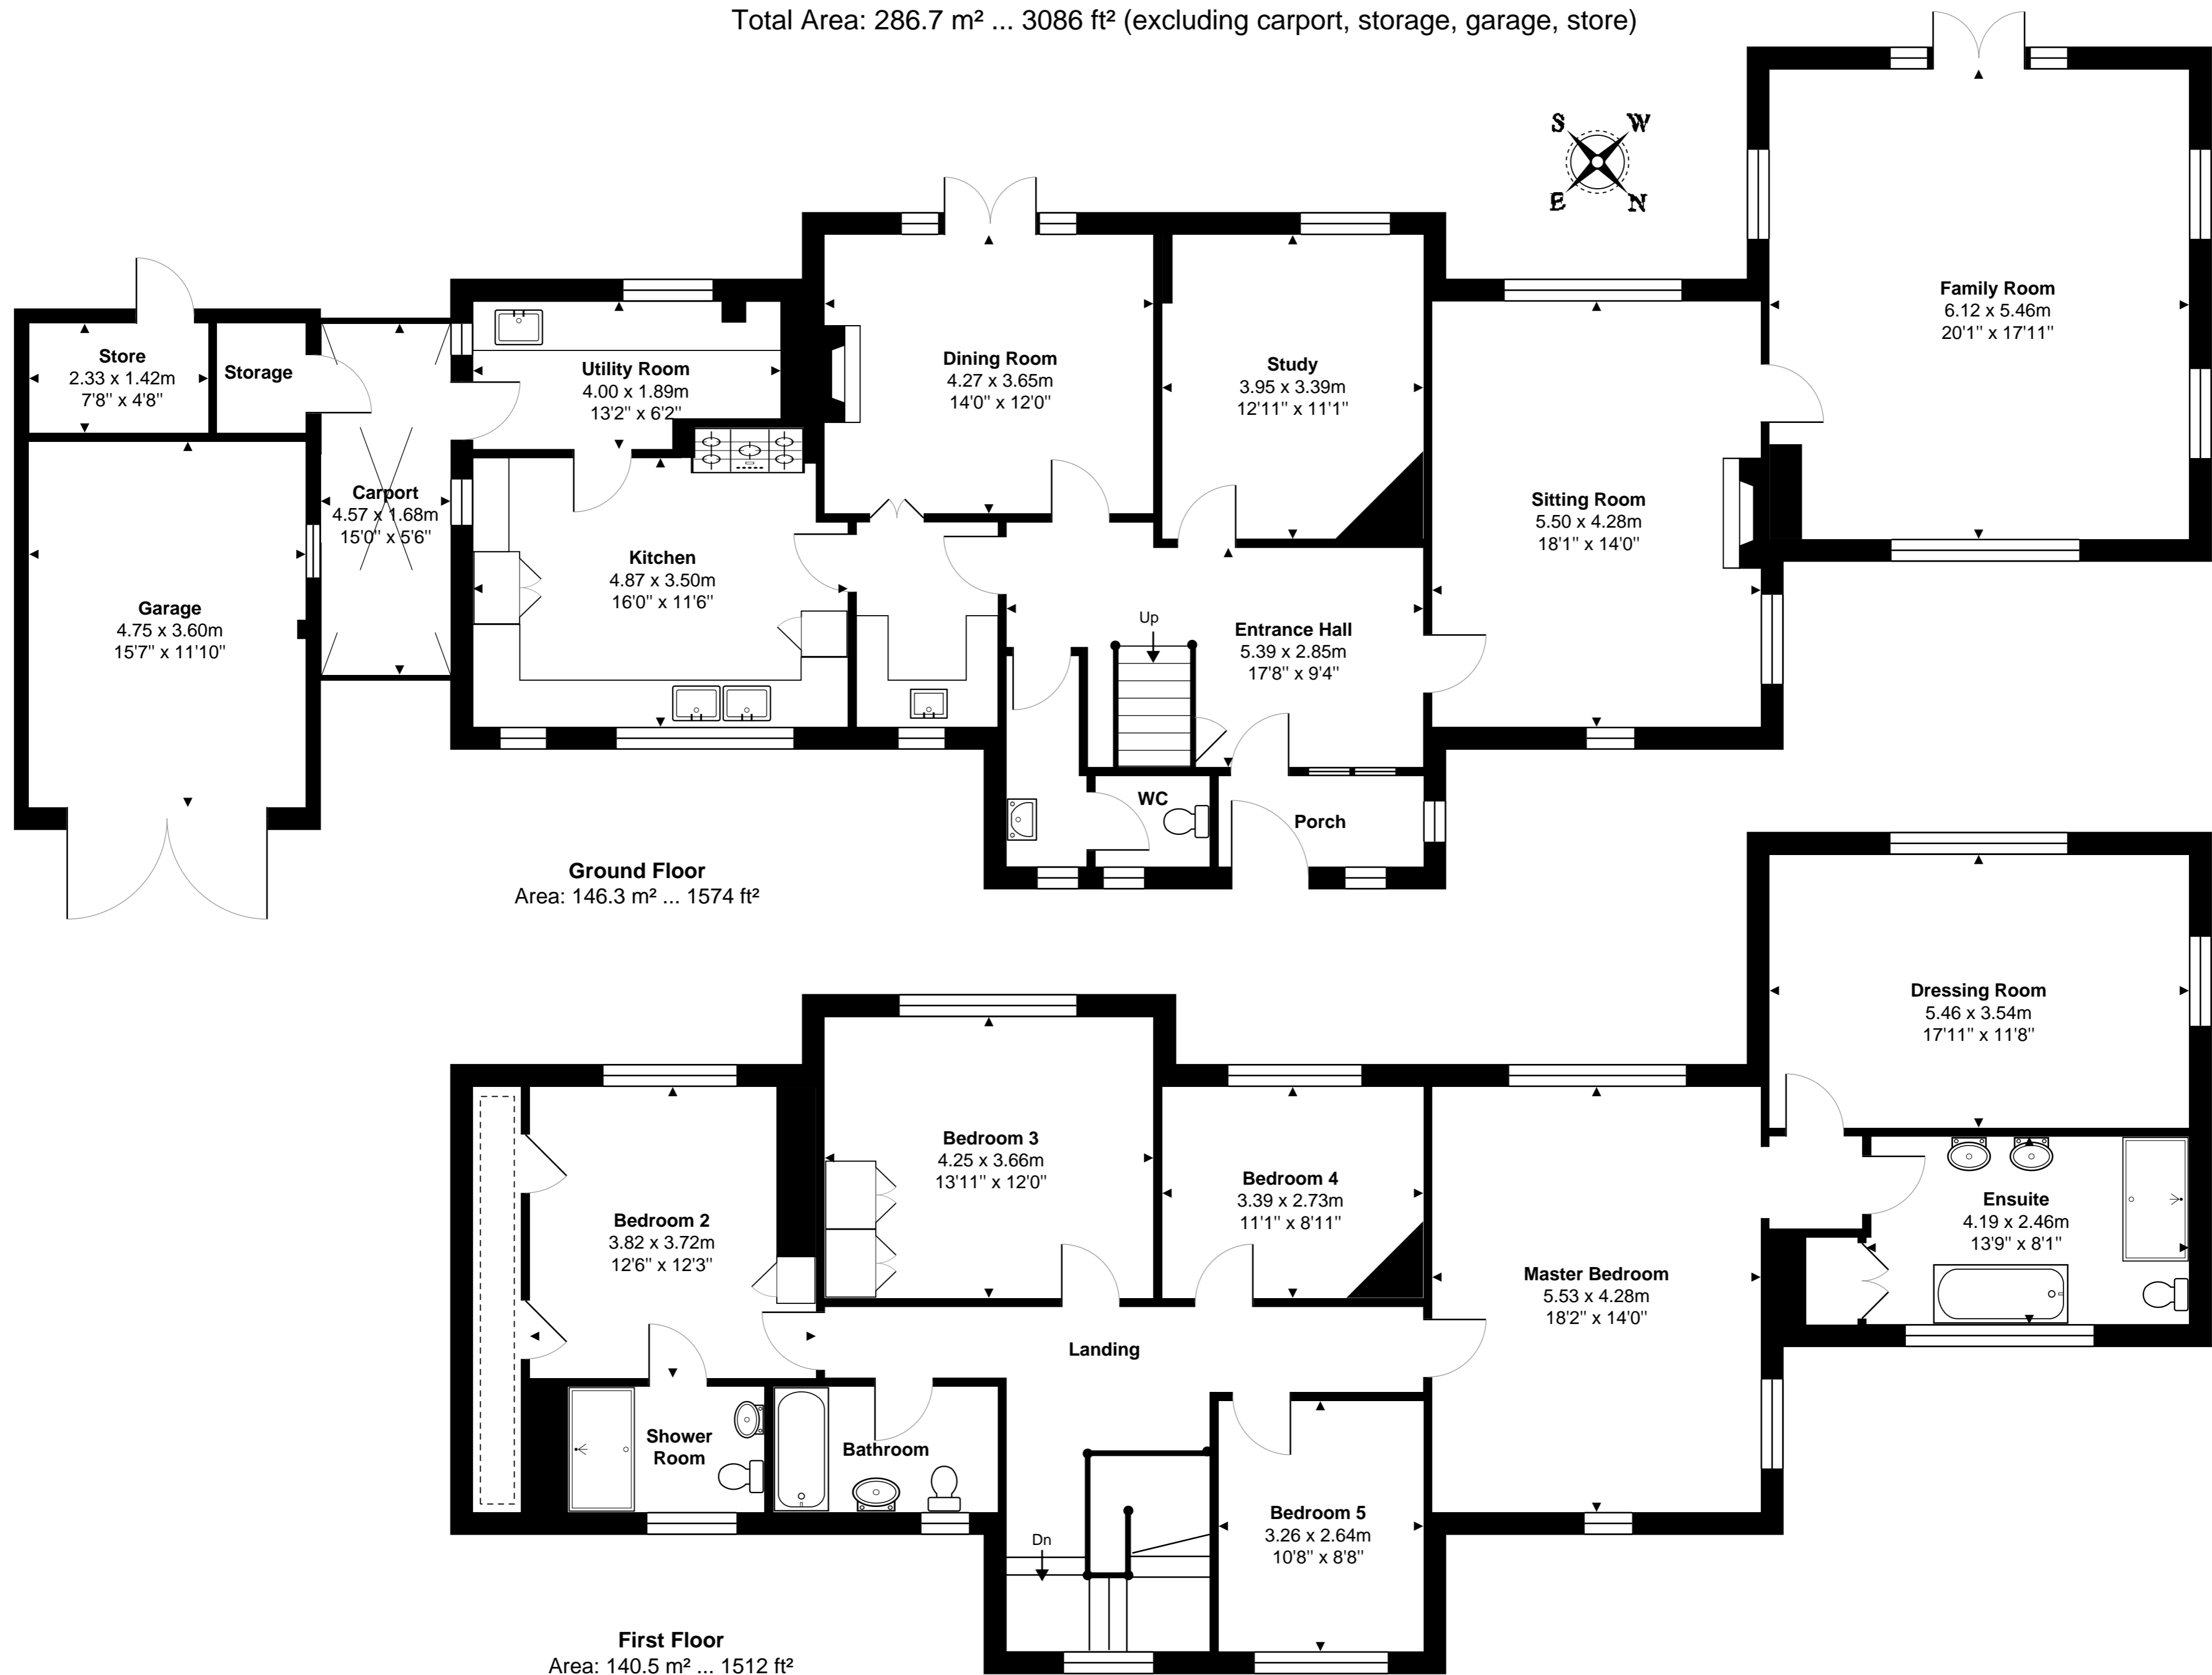 Total Area: 286.7 m² ... 3086 ft² (excluding carport, storage, garage, store)
S W
E N
Family Room
6.12 x 5.46m
20'1" x 17'11"
Store
2.33 x 1.42m
7'8" x 4'8"
Storage
Utility Room
4.00 x 1.89m
13'2" x 6'2"
Dining Room
4.27 x 3.65m
14'0" x 12'0"
Study
3.95 x 3.39m
12'11" x 11'1"
Carport
4.57 x 1.68m
15'0" x 5'6"
Sitting Room
5.50 x 4.28m
18'1" x 14'0"
Kitchen
4.87 x 3.50m
16'0" x 11'6"
Garage
4.75 x 3.60m
15'7" x 11'10"
Up
Entrance Hall
5.39 x 2.85m
17'8" x 9'4"
WC
Porch
Ground Floor
Area: 146.3 m² ... 1574 ft²
Dressing Room
5.46 x 3.54m
17'11" x 11'8"
Bedroom 3
4.25 x 3.66m
13'11" x 12'0"
Bedroom 4
3.39 x 2.73m
11'1" x 8'11"
Bedroom 2
3.82 x 3.72m
12'6" x 12'3"
Ensuite
4.19 x 2.46m
13'9" x 8'1"
Master Bedroom
5.53 x 4.28m
18'2" x 14'0"
Landing
Shower
Room
Bathroom
Bedroom 5
3.26 x 2.64m
10'8" x 8'8"
Dn
First Floor
Area: 140.5 m² ... 1512 ft²